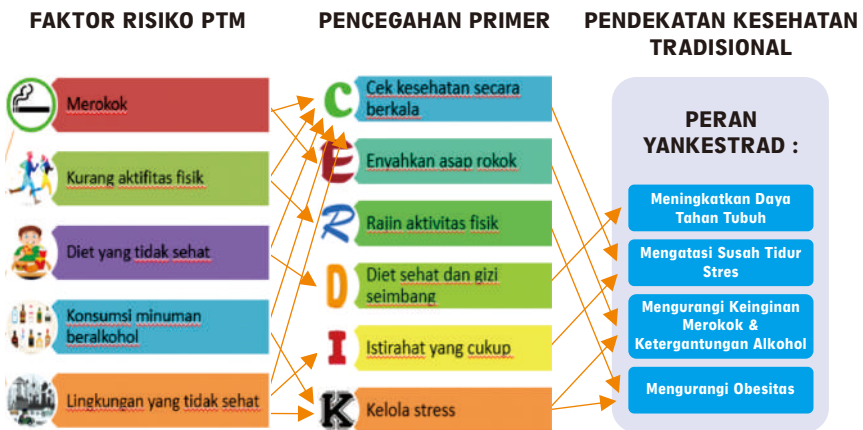 FAKTOR RISIKO PTM
Merokok
Kurang aktifitas fisik
Diet yang tidak sehat
Konsumsi minuman
beralkohol
Lingkungan yang tidak sehat
PENCEGAHAN PRIMER
C
Cek kesehatan secara
berkala
E
Enyahkan asap rokok
R
Rajin aktivitas fisik
D
Diet sehat dan gizi
seimbang
I
Istirahat yang cukup
K
Kelola stress
PENDEKATAN KESEHATAN
TRADISIONAL
PERAN
YANKESTRAD :
Meningkatkan Daya
Tahan Tubuh
Mengatasi Susah Tidur
Stres
Mengurangi Keinginan
Merokok &
Ketergantungan Alkohol
Mengurangi Obesitas